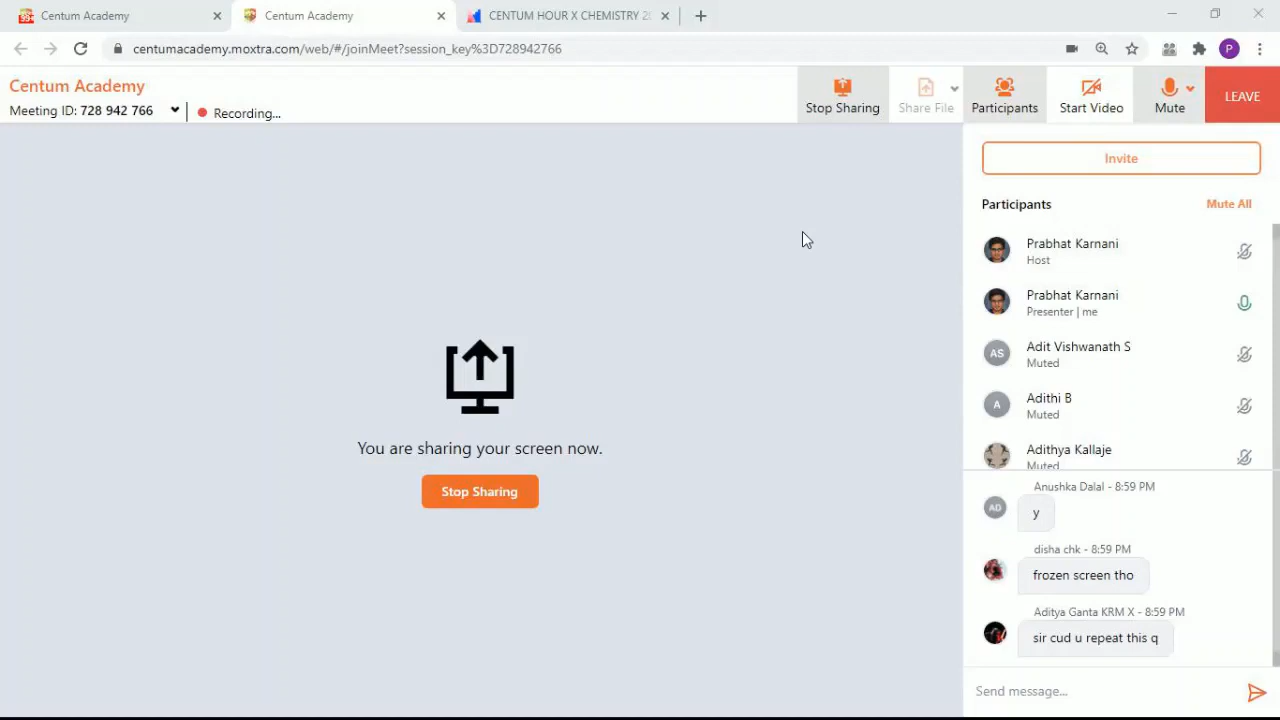 Centum Academy
Centum Academy
CENTUM HOUR X CHEMISTRY 20
centumacademy.moxtra.com/web/#/joinMeet?session_key%3D728942766
P
Centum Academy
Meeting ID: 728 942 766
Recording...
Stop Sharing
Share File
Participants
Start Video
Mute
LEAVE
You are sharing your screen now.
Stop Sharing
Invite
Participants
Mute All
Prabhat Karnani
Host
Prabhat Karnani
Presenter | me
AS
Adit Vishwanath S
Muted
A
Adithi B
Muted
Adithya Kallaje
Muted
Anushka Dalal - 8:59 PM
AD
y
disha chk - 8:59 PM
frozen screen tho
Aditya Ganta KRM X - 8:59 PM
sir cud u repeat this q
Send message...